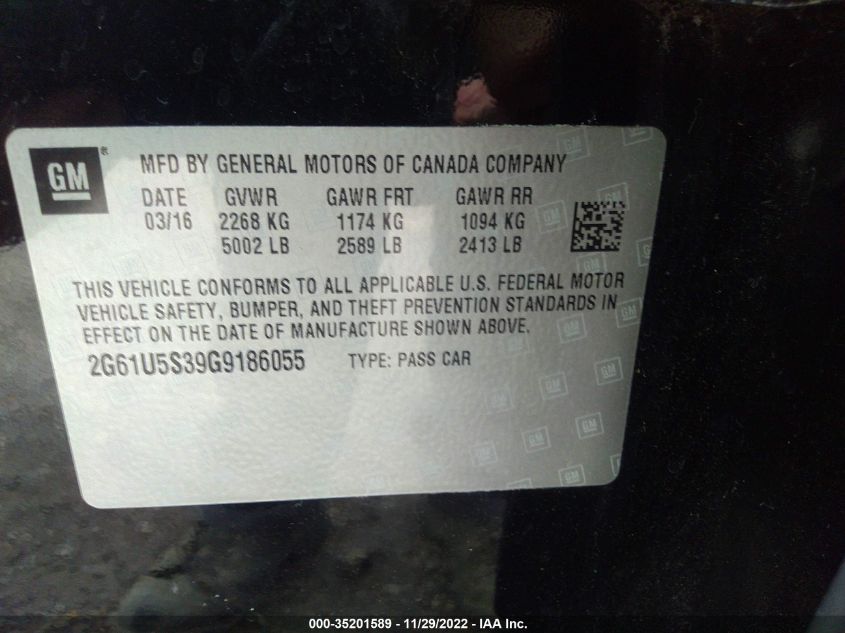 GM ® MFD BY GENERAL MOTORS OF CANADA COMPANY
DATE GVWR GAWR FRT GAWR RR
03/16 2268 KG 1174 KG 1094 KG
5002 LB 2589 LB 2413 LB
THIS VEHICLE CONFORMS TO ALL APPLICABLE U.S. FEDERAL MOTOR
VEHICLE SAFETY, BUMPER, AND THEFT PREVENTION STANDARDS IN
EFFECT ON THE DATE OF MANUFACTURE SHOWN ABOVE.
2G61U5S39G9186055 TYPE: PASS CAR
000-35201589 - 11/29/2022 - IAA Inc.